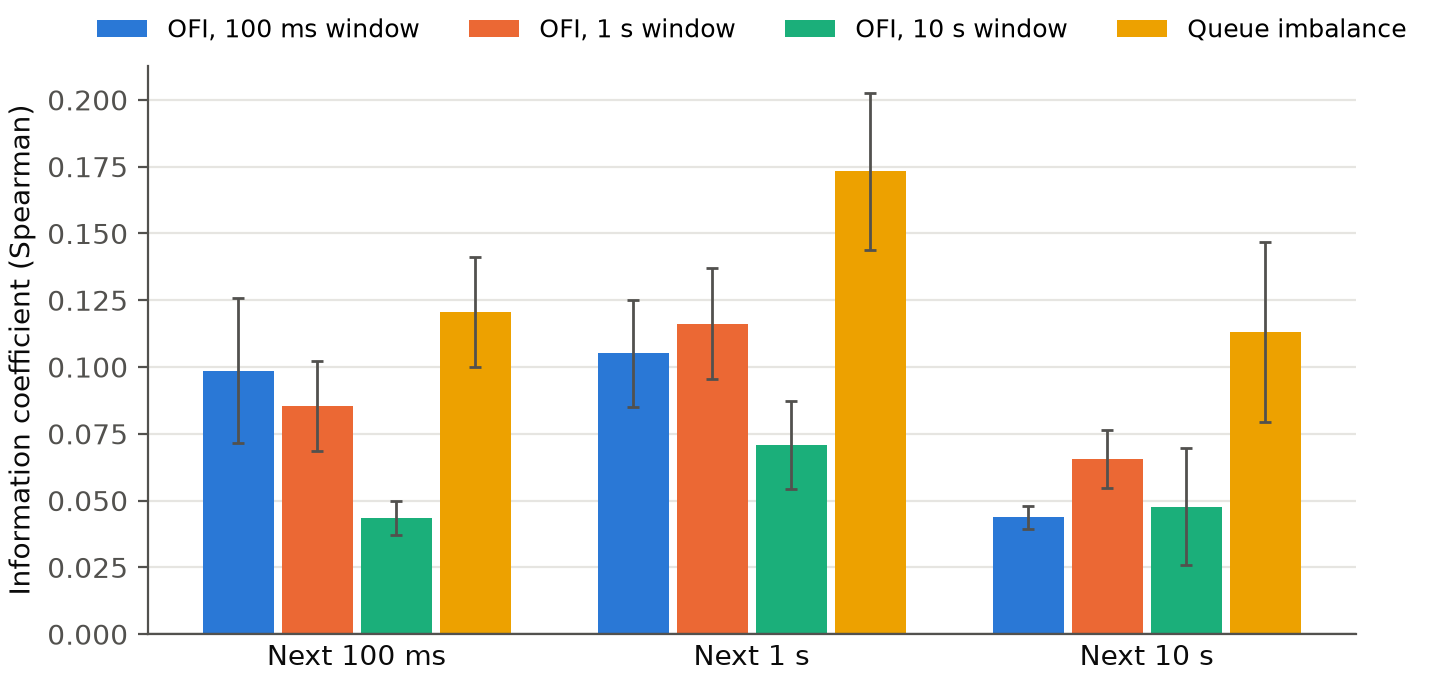 OFI, 100 ms window
OFI, 1 s window
OFI, 10 s window
Queue imbalance
Information coefficient (Spearman)
0.200
0.175
0.150
0.125
0.100
0.075
0.050
0.025
0.000
Next 100 ms
Next 1 s
Next 10 s